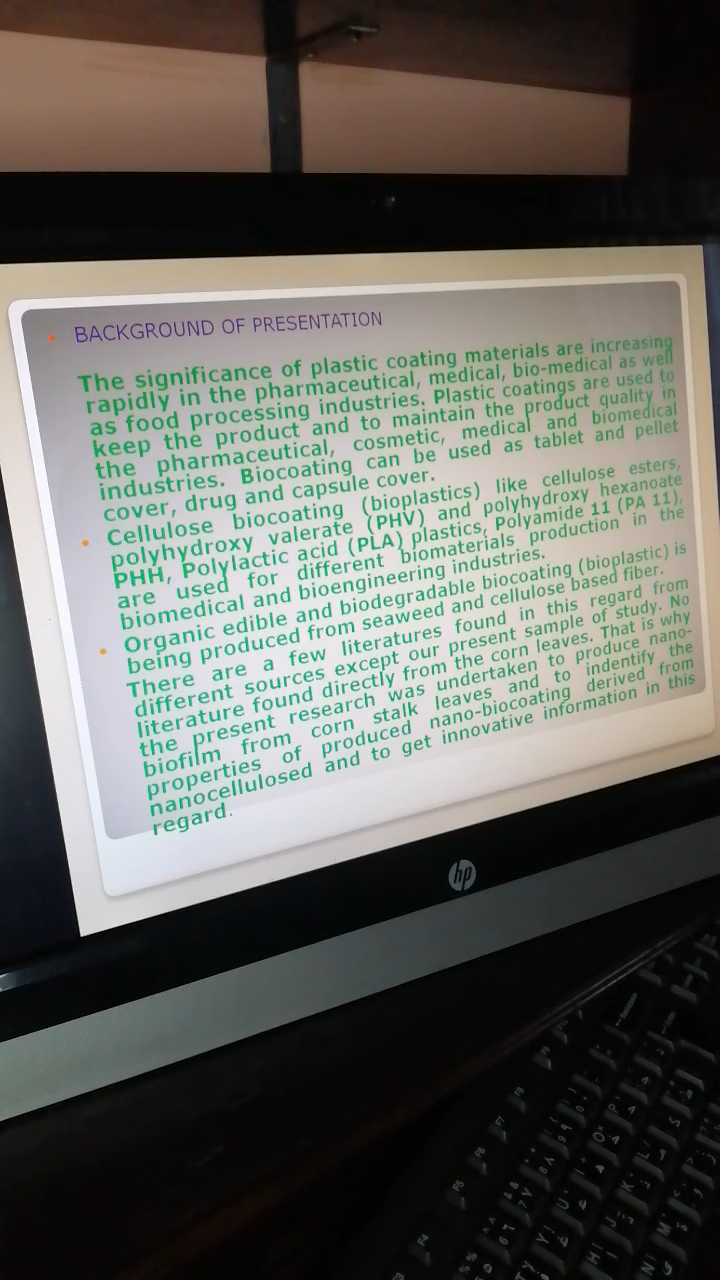 BACKGROUND OF PRESENTATION
The significance of plastic coating materials are increasing
rapidly in the pharmaceutical, medical, bio-medical as well
as food processing industries. Plastic coatings are used to
keep the product and to maintain the product quality in
the pharmaceutical, cosmetic, medical and biomedical
industries. Biocoating can be used as tablet and pellet
cover, drug and capsule cover.
Cellulose biocoating (bioplastics) like cellulose esters,
polyhydroxy valerate (PHV) and polyhydroxy hexanoate
PHH, Polylactic acid (PLA) plastics, Polyamide 11 (PA 11),
are used for different biomaterials production in the
biomedical and bioengineering industries.
Organic edible and biodegradable biocoating (bioplastic) is
being produced from seaweed and cellulose based fiber.
There are a few literatures found in this regard from
different sources except our present sample of study. No
literature found directly from the corn leaves. That is why
the present research was undertaken to produce nano-
biofilm from corn stalk leaves and to indentify the
properties of produced nano-biocoating derived from
nanocellulosed and to get innovative information in this
regard.
hp